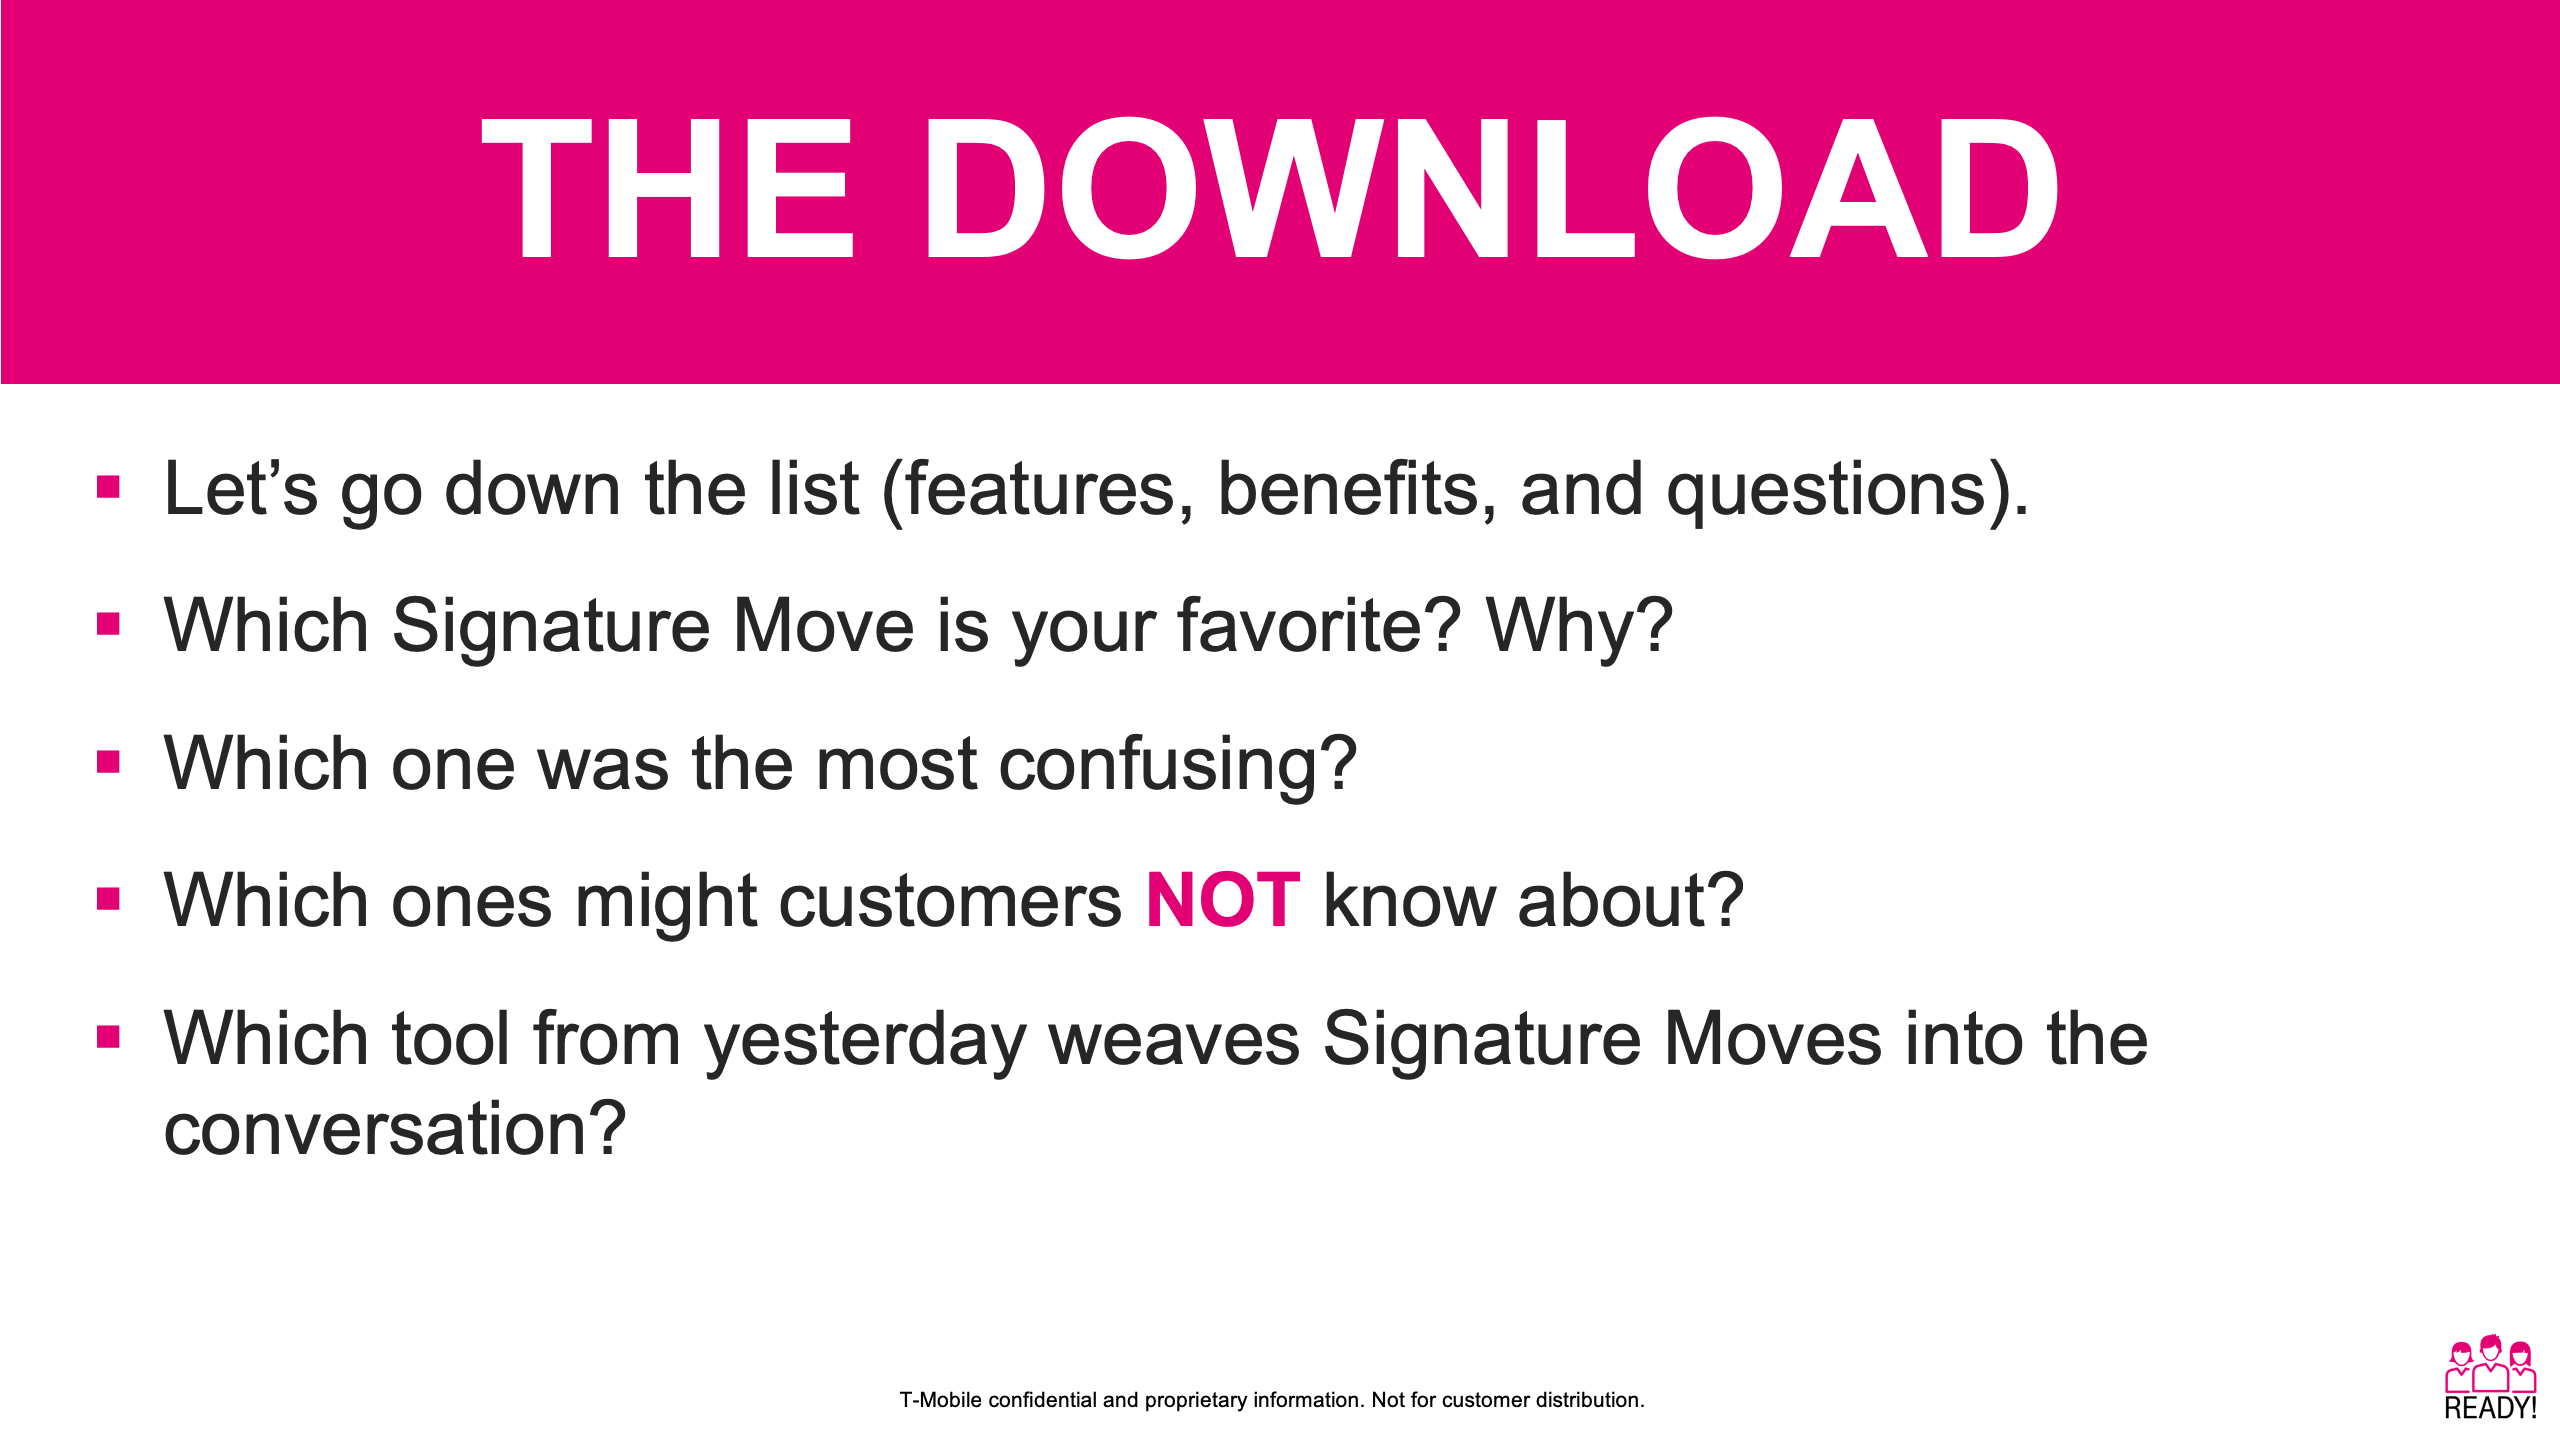 THE DOWNLOAD
▪ Let’s go down the list (features, benefits, and questions).
▪ Which Signature Move is your favorite? Why?
▪ Which one was the most confusing?
▪ Which ones might customers NOT know about?
▪ Which tool from yesterday weaves Signature Moves into the
conversation?
T-Mobile confidential and proprietary information. Not for customer distribution.
READY!